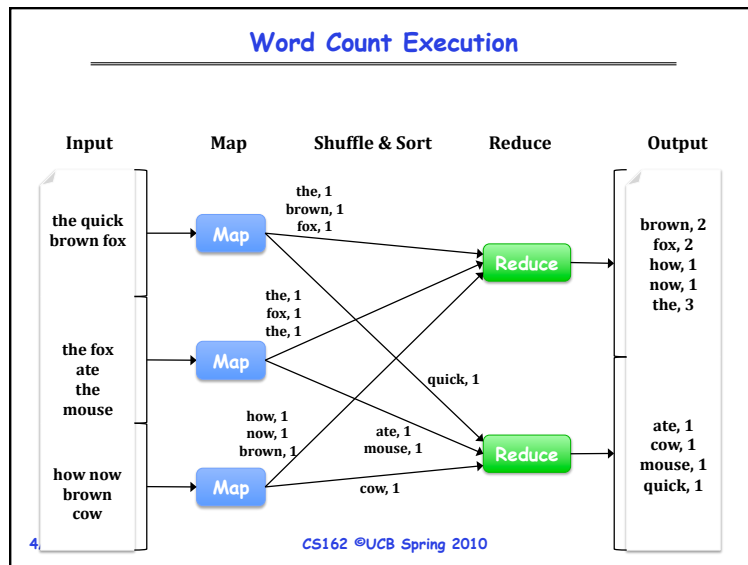 Word Count Execution
Input
Map
Shuffle & Sort
Reduce
Output
the quick
brown fox
the fox
ate
the
mouse
how now
brown
cow
Map
Map
Map
the, 1
brown, 1
fox, 1
the, 1
fox, 1
the, 1
quick, 1
how, 1
now, 1
brown, 1
ate, 1
mouse, 1
cow, 1
Reduce
Reduce
brown, 2
fox, 2
how, 1
now, 1
the, 3
ate, 1
cow, 1
mouse, 1
quick, 1
CS162 ©UCB Spring 2010